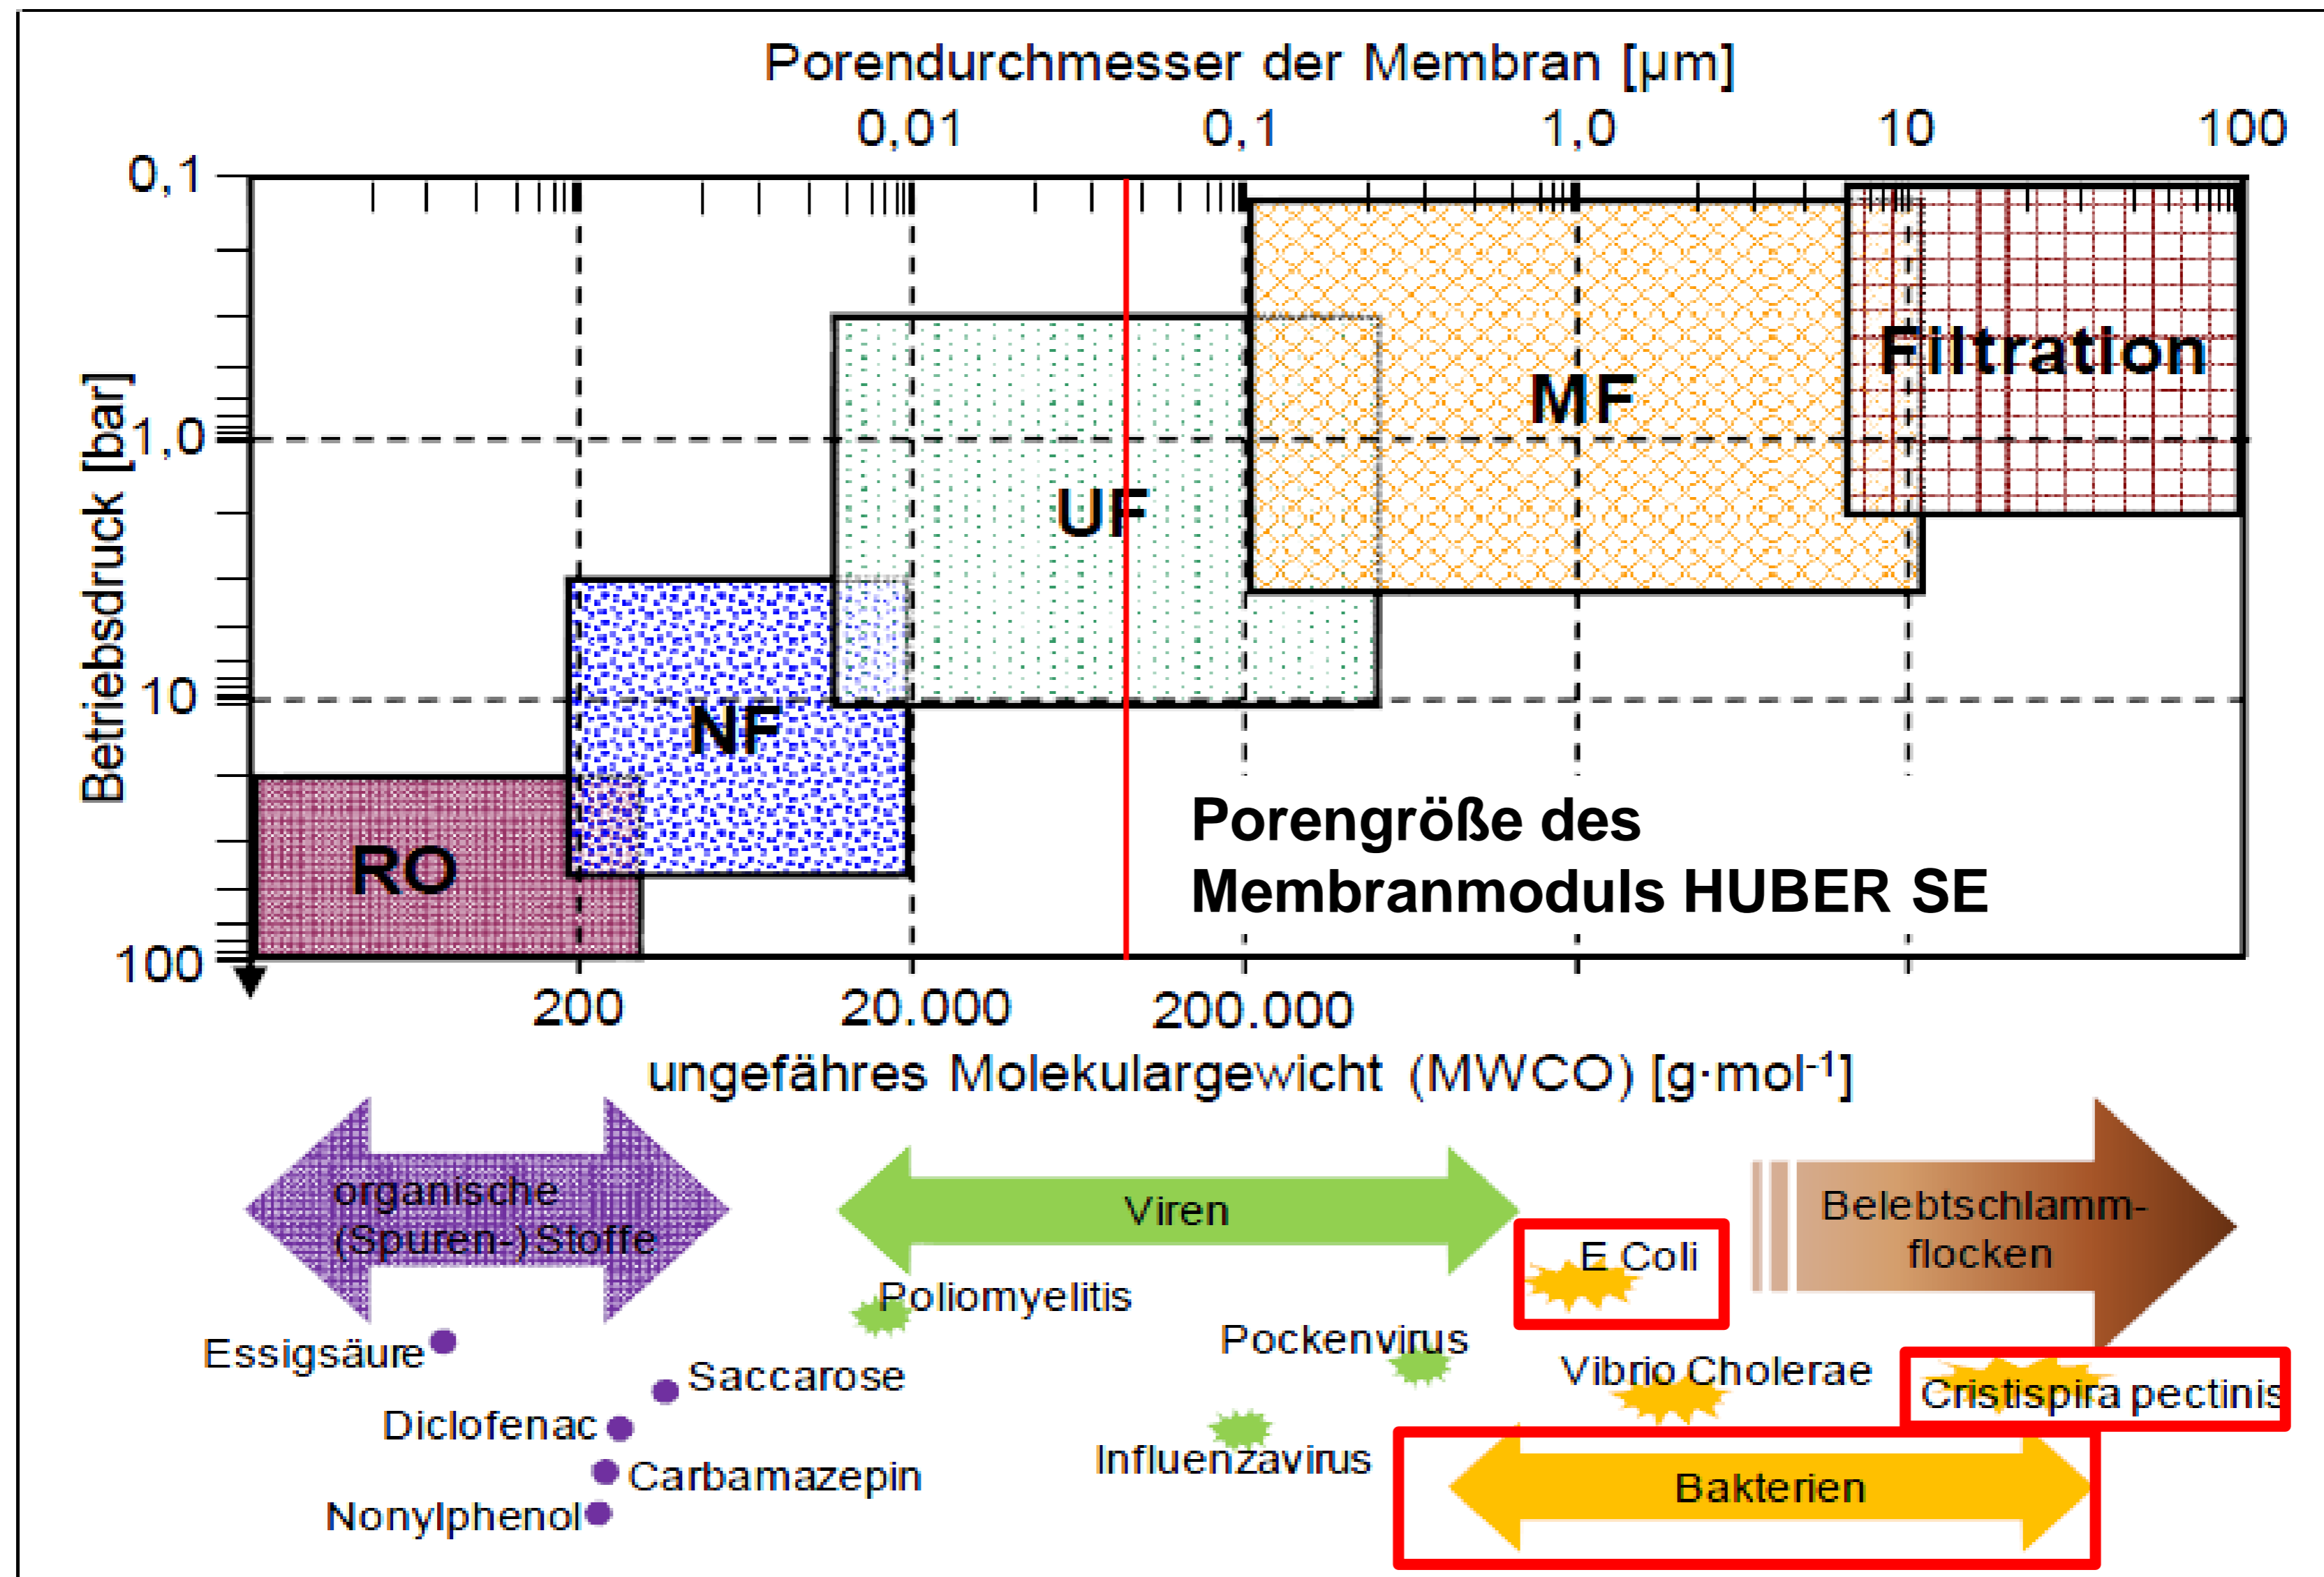 Porendurchmesser der Membran [µm]
0,01 0,1 1,0 10 100
0,1
1,0
10
100
Betriebsdruck [bar]
Filtration
MF
UF
NF
RO
Porengröße des
Membranmoduls HUBER SE
200 20.000 200.000
ungefähres Molekulargewicht (MWCO) [g·mol-1]
organische
(Spuren-) Stoffe
Viren
Belebtschlamm-
flocken
E Coli
Poliomyelitis
Essigsäure
Pockenvirus
Saccarose
Vibrio Cholerae
Cristispira pectinis
Diclofenac
Influenzavirus
Carbamazepin
Bakterien
Nonylphenol